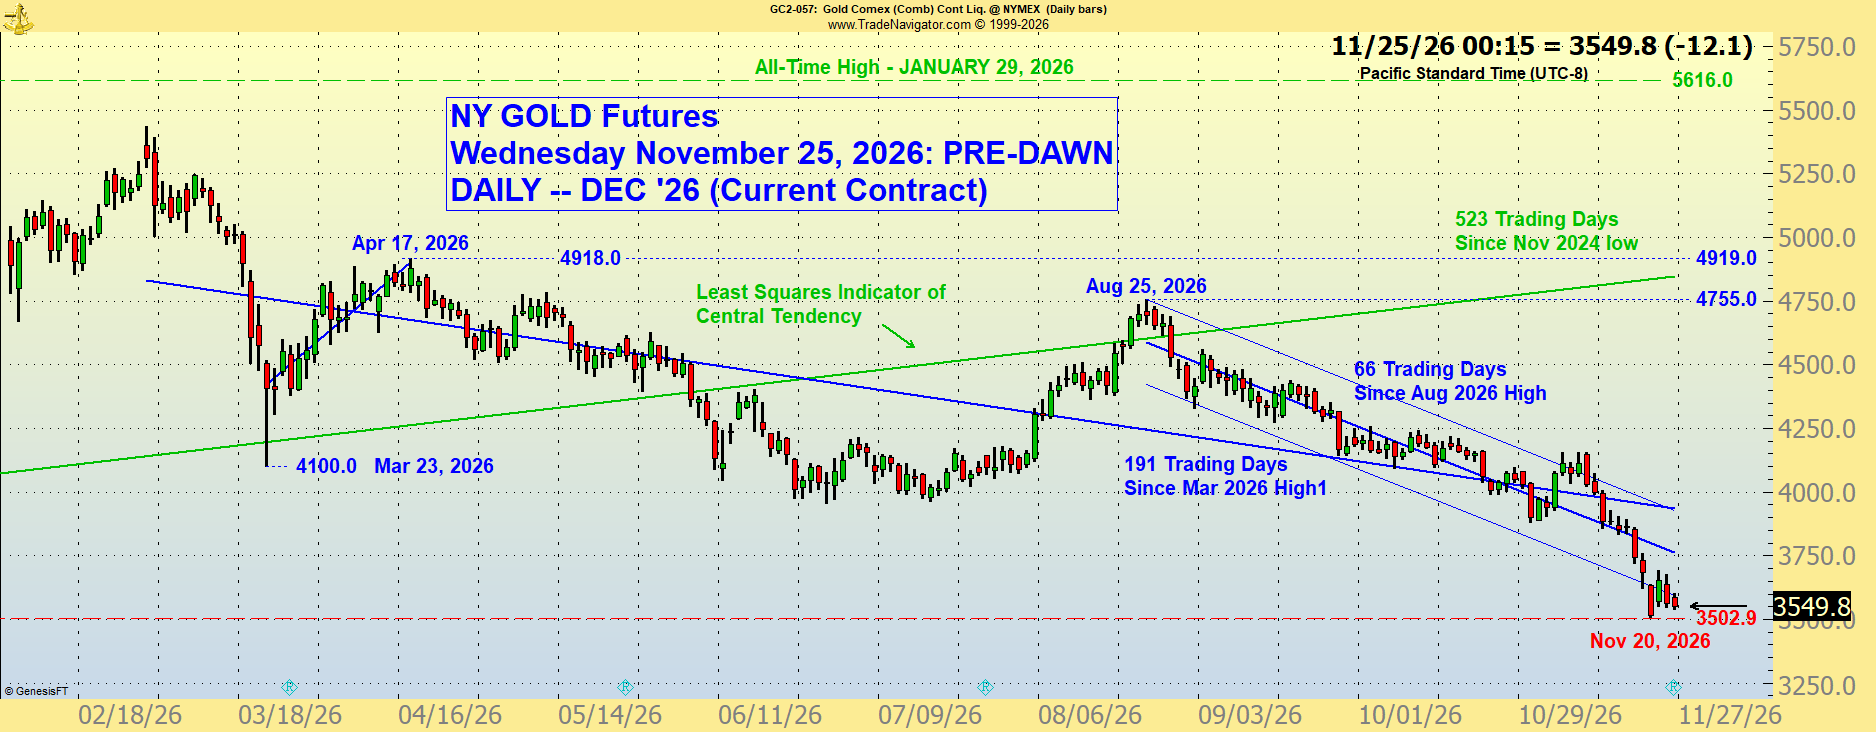 GC2-057:  Gold Comex (Comb) Cont Liq. @ NYMEX  (Daily bars)
www.TradeNavigator.com © 1999-2026
11/25/26 00:15 = 3549.8 (-12.1)
Pacific Standard Time (UTC-8)
All-Time High - JANUARY 29, 2026
5616.0
NY GOLD Futures
Wednesday November 25, 2026: PRE-DAWN
DAILY -- DEC '26 (Current Contract)
523 Trading Days
Since Nov 2024 low
Apr 17, 2026
4918.0
4919.0
Aug 25, 2026
4755.0
Least Squares Indicator of
Central Tendency
66 Trading Days
Since Aug 2026 High
4100.0   Mar 23, 2026
191 Trading Days
Since Mar 2026 High1
3502.9
Nov 20, 2026
5750.0
5500.0
5250.0
5000.0
4750.0
4500.0
4250.0
4000.0
3750.0
3549.8
3500.0
3250.0
© GenesisFT
R
R
R
R
02/18/26
03/18/26
04/16/26
05/14/26
06/11/26
07/09/26
08/06/26
09/03/26
10/01/26
10/29/26
11/27/26